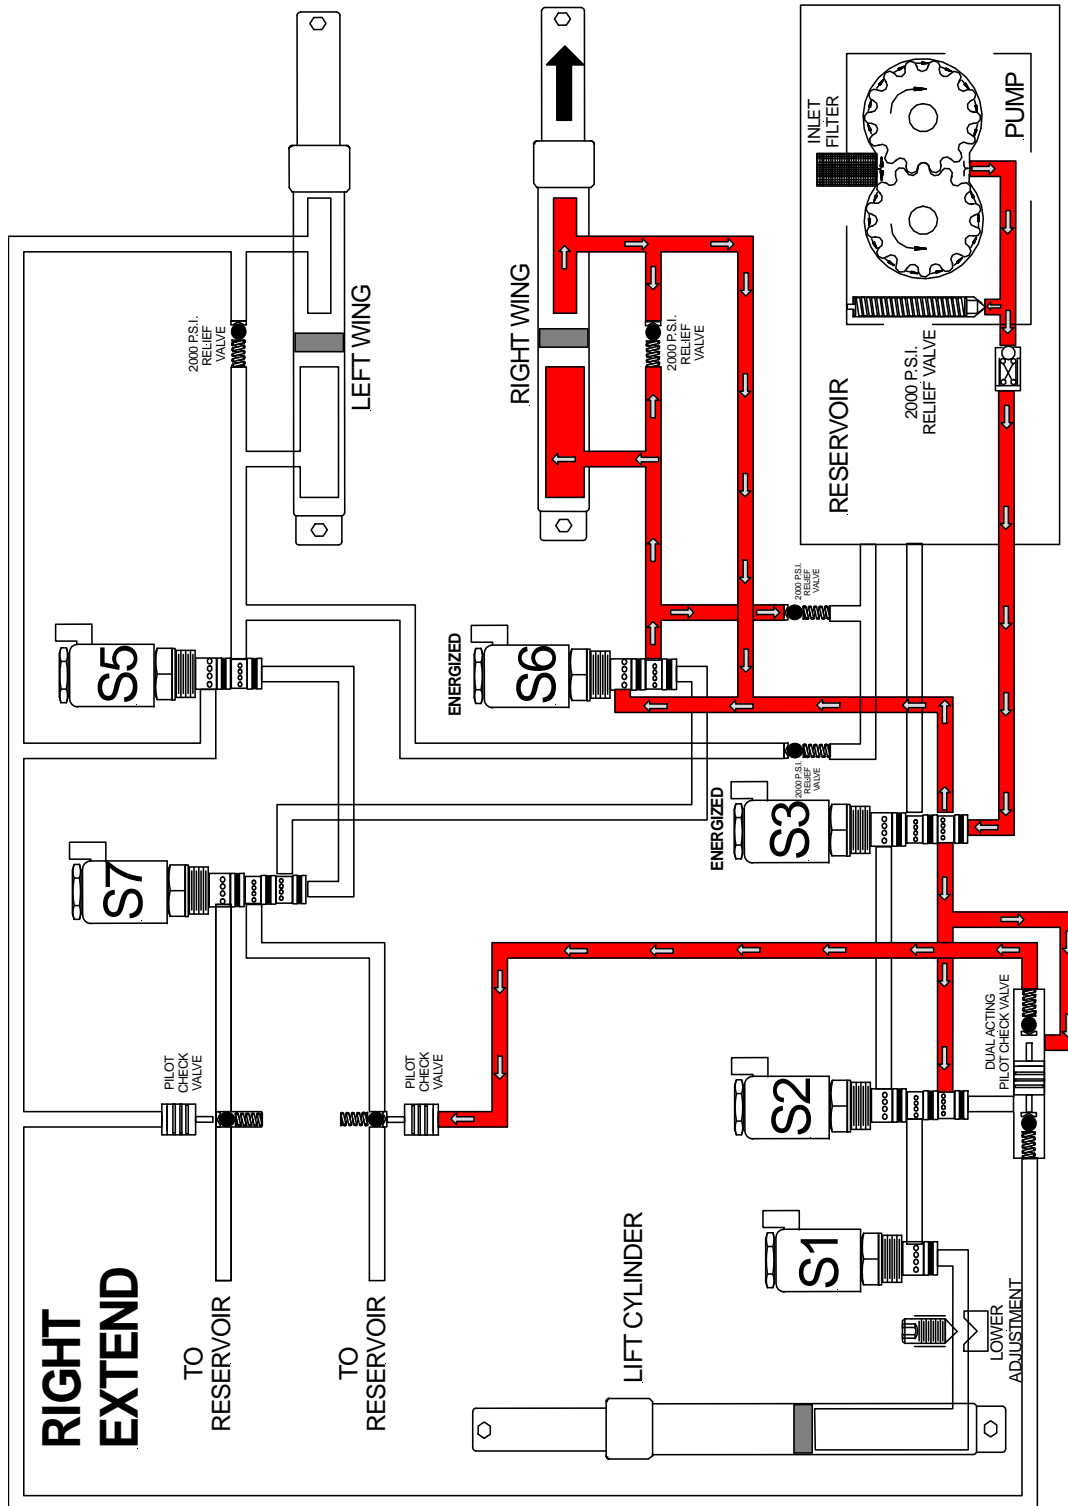 RIGHT
EXTEND
TO
RESERVOIR
TO
RESERVOIR
PILOT
CHECK
VALVE
PILOT
CHECK
VALVE
S7
S5
2000 P.S.I.
RELIEF
VALVE
LEFT WING
ENERGIZED
S6
RIGHT WING
2000 P.S.I.
RELIEF
VALVE
2000 P.S.I.
RELIEF
VALVE
2000 P.S.I.
RELIEF
VALVE
ENERGIZED
S3
S2
S1
LIFT CYLINDER
LOWER
ADJUSTMENT
DUAL ACTING
PILOT CHECK VALVE
RESERVOIR
2000 P.S.I.
RELIEF VALVE
INLET
FILTER
PUMP